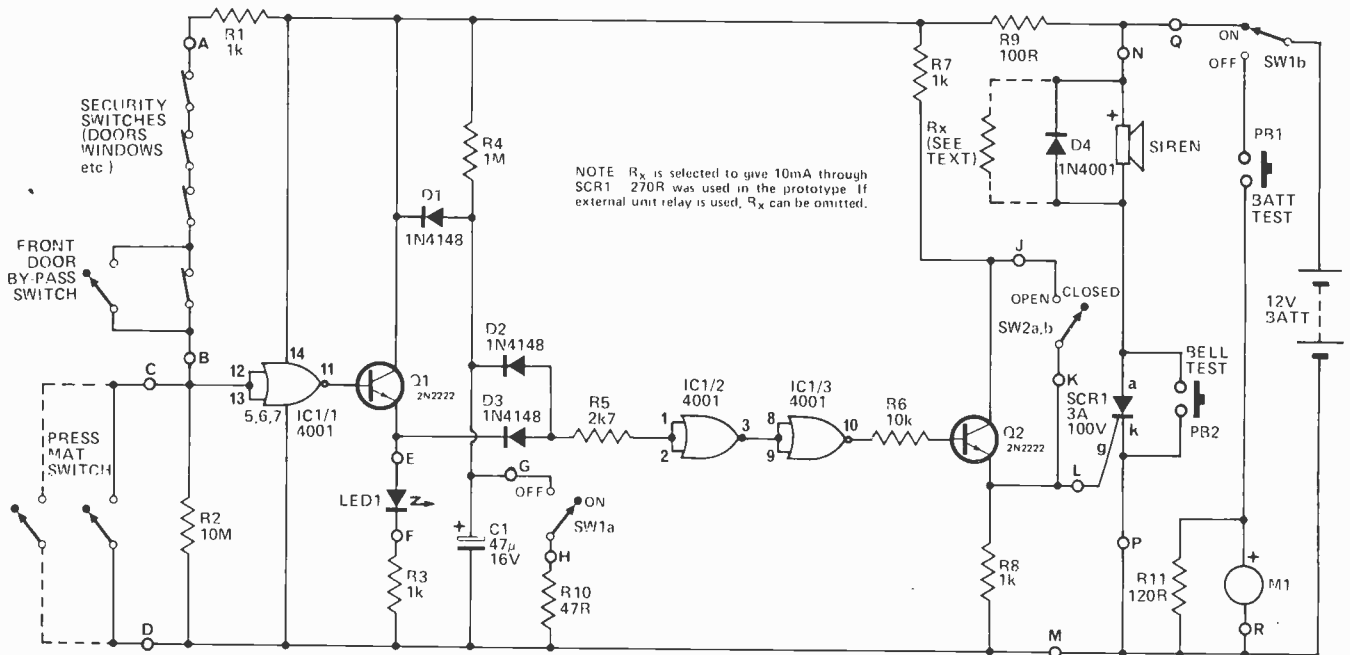 R1
1k
A
SECURITY
SWITCHES
(DOORS
WINDOWS
etc)
FRONT
DOOR
BY-PASS
SWITCH
B
C
PRESS
MAT
SWITCH
D
R2
10M
12
13
14
11
5,6,7
IC1/1
4001
Q1
2N2222
D1
1N4148
R4
1M
D2
1N4148
D3
1N4148
E
LED1
F
R3
1k
G
OFF
ON
SW1a
H
+
C1
47µ
16V
R10
47R
R5
2k7
NOTE Rx is selected to give 10mA through
SCR1 270R was used in the prototype If
external unit relay is used, Rx can be omitted.
IC1/2
4001
1
2
3
IC1/3
4001
8
9
10
R6
10k
Q2
2N2222
R7
1k
R9
100R
Rx
(SEE
TEXT)
D4
1N4001
N
+
SIREN
J
OPEN
CLOSED
SW2a,b
K
L
R8
1k
M
a
SCR1
3A
100V
g
k
BELL
TEST
PB2
P
Q
ON
OFF
SW1b
PB1
BATT
TEST
12V
BATT
R11
120R
+
M1
R